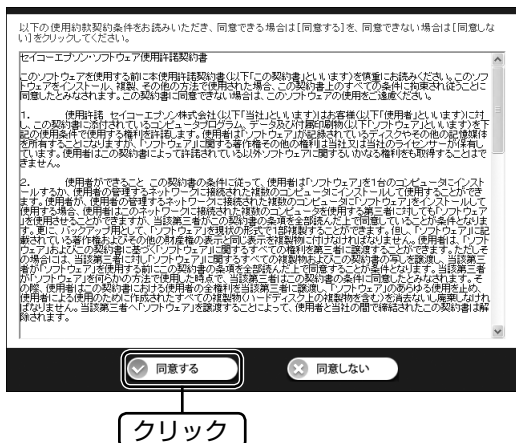 以下の使用約款契約条件をお読みいただき、同意できる場合は[同意する]を、同意できない場合は[同意しな
い]をクリックしてください。
セイコーエプソン・ソフトウェア使用許諾契約書
このソフトウェアを使用する前に本使用許諾契約書(以下「この契約書」といいます)を慎重にお読みください。このソフ
トウェアをインストール、複製、その他の方法で使用された場合、この契約書上のすべての条件に拘束され従うことに
同意したとみなされます。この契約書に同意できない場合は、このソフトウェアの使用をご遠慮ください。
1. 使用許諾 セイコーエプソン株式会社(以下「当社」といいます)はお客様(以下「使用者」といいます)に対
し、この契約書に添付されているコンピュータプログラム、データ及び付属印刷物(以下「ソフトウェア」といいます)を下
記の使用条件で使用する権利を許諾します。使用者は「ソフトウェア」が記録されているディスクやその他の記憶媒体
を所有することになりますが、「ソフトウェア」に関する著作権その他の権利は当社又は当社のライセンサーが保有し
ています。使用者はこの契約書によって許諾されている以外ソフトウェアに関するいかなる権利をも取得することはで
きません。
2. 使用者ができること この契約書の条件に従って、使用者は「ソフトウェア」を1台のコンピュータにインスト
ールするか、使用者の管理するネットワークに接続された複数のコンピュータにインストールして使用することができ
ます。使用者が、使用者の管理するネットワークに接続された複数のコンピュータに「ソフトウェア」をインストールして
使用する場合、使用者はこのネットワークに接続された複数のコンピュータを使用する第三者に対しても「ソフトウェア
」を使用させることができますが、当該第三者がこの契約書の条項を全部読んだ上で同意していることが条件となりま
す。更に、バックアップ用として、「ソフトウェア」を現状の形式で1部複製することができます。但し、「ソフトウェア」に記
載されている著作権およびその他の財産権の表示と同じ表示を複製物に付けなければなりません。使用者は、「ソフト
ウェア」およびこの契約書に基づく「ソフトウェア」に関するすべての権利を第三者に譲渡することができます。ただしそ
の場合には、当該第三者に対し「ソフトウェア」に関するすべての複製物およびこの契約書の写しを譲渡し、当該第三
者が「ソフトウェア」を使用する前にこの契約書の条項を全部読んだ上で同意することが条件となります。当該第三者
が「ソフトウェア」を何らかの方法で使用した時点で、当該第三者はこの契約書の条件に同意したとみなされます。そ
の際、使用者はこの契約書における使用者の全権利を当該第三者に譲渡し、「ソフトウェア」のあらゆる使用を止め、
使用者による使用のために作成されたすべての複製物(ハードディスク上の複製物を含む)を消去ないし廃棄しなけれ
ばなりません。当該第三者へ「ソフトウェア」を譲渡することによって、使用者と当社の間で締結されたこの契約書は解
除されます。
同意する
同意しない
クリック